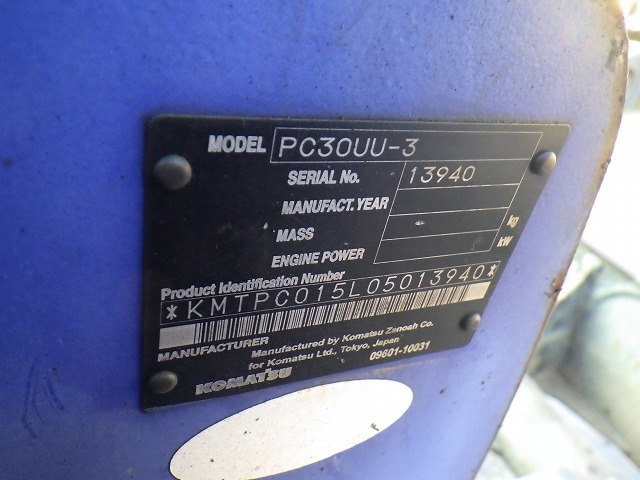 MODEL PC30UU-3
SERIAL No. 13940
MANUFACT. YEAR
MASS kg
ENGINE POWER kW
Product Identification Number
*KMTPC015L05013940*
MANUFACTURER Manufactured by Komatsu Zenoah Co.
for Komatsu Ltd., Tokyo, Japan
KOMATSU 09601-10031